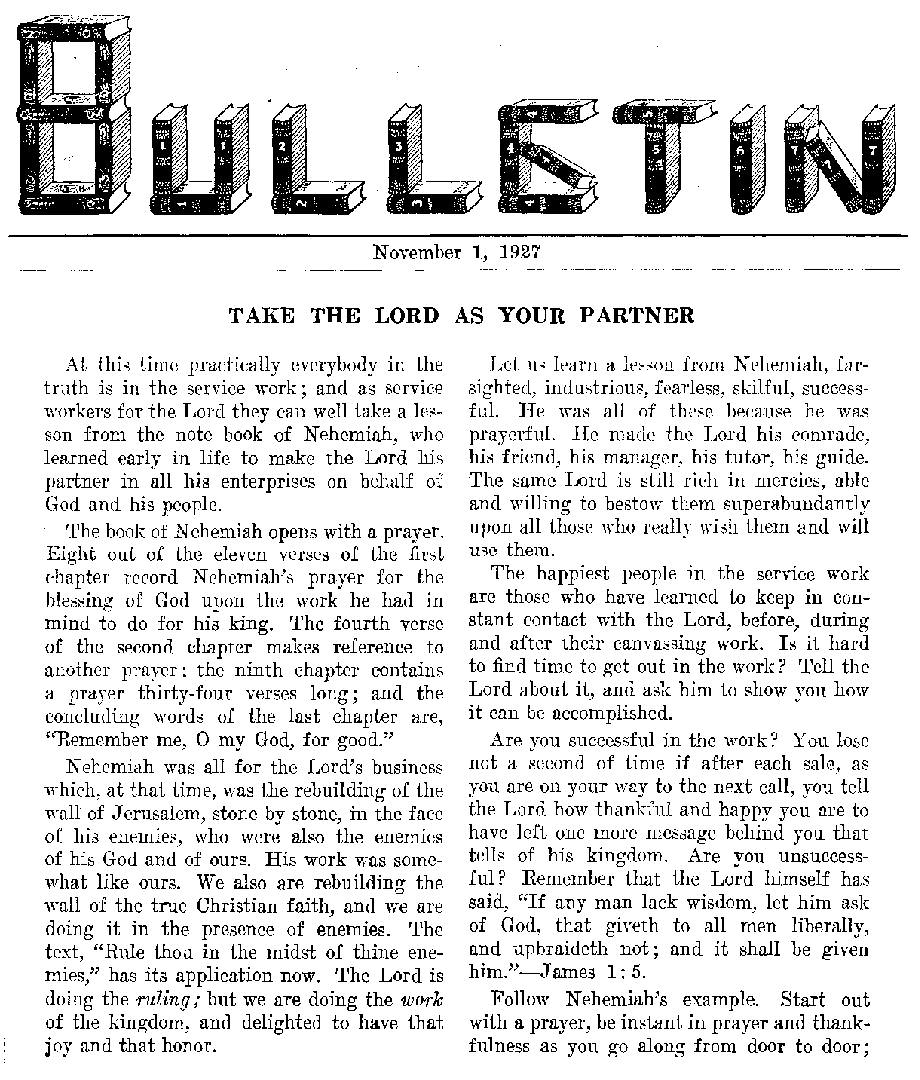 BULLETIN
November 1, 1927
TAKE THE LORD AS YOUR PARTNER
At this time practically everybody in the
truth is in the service work; and as service
workers for the Lord they can well take a les-
son from the note book of Nehemiah, who
learned early in life to make the Lord his
partner in all his enterprises on behalf of
God and his people.
The book of Nehemiah opens with a prayer.
Eight out of the eleven verses of the first
chapter record Nehemiah's prayer for the
blessing of God upon the work he had in
mind to do for his king. The fourth verse
of the second chapter makes reference to
another prayer; the ninth chapter contains
a prayer thirty-four verses long; and the
concluding words of the last chapter are,
"Remember me, O my God, for good."
Nehemiah was all for the Lord's business
which, at that time, was the rebuilding of the
wall of Jerusalem, stone by stone, in the face
of his enemies, who were also the enemies
of his God and of ours. His work was some-
what like ours. We also are rebuilding the
wall of the true Christian faith, and we are
doing it in the presence of enemies. The
text, "Rule thou in the midst of thine ene-
mies," has its application now. The Lord is
doing the ruling; but we are doing the work
of the kingdom, and delighted to have that
joy and that honor.
Let us learn a lesson from Nehemiah, far-
sighted, industrious, fearless, skilful, success-
ful. He was all of these because he was
prayerful. He made the Lord his comrade,
his friend, his manager, his tutor, his guide.
The same Lord is still rich in mercies, able
and willing to bestow them superabundantly
upon all those who really wish them and will
use them.
The happiest people in the service work
are those who have learned to keep in con-
stant contact with the Lord, before, during
and after their canvassing work. Is it hard
to find time to get out in the work? Tell the
Lord about it, and ask him to show you how
it can be accomplished.
Are you successful in the work? You lose
not a second of time if after each sale, as
you are on your way to the next call, you tell
the Lord how thankful and happy you are to
have left one more message behind you that
tells of his kingdom. Are you unsuccess-
ful? Remember that the Lord himself has
said, "If any man lack wisdom, let him ask
of God, that giveth to all men liberally,
and upbraideth not; and it shall be given
him."—James 1:5.
Follow Nehemiah's example. Start out
with a prayer, be instant in prayer and thank-
fulness as you go along from door to door;